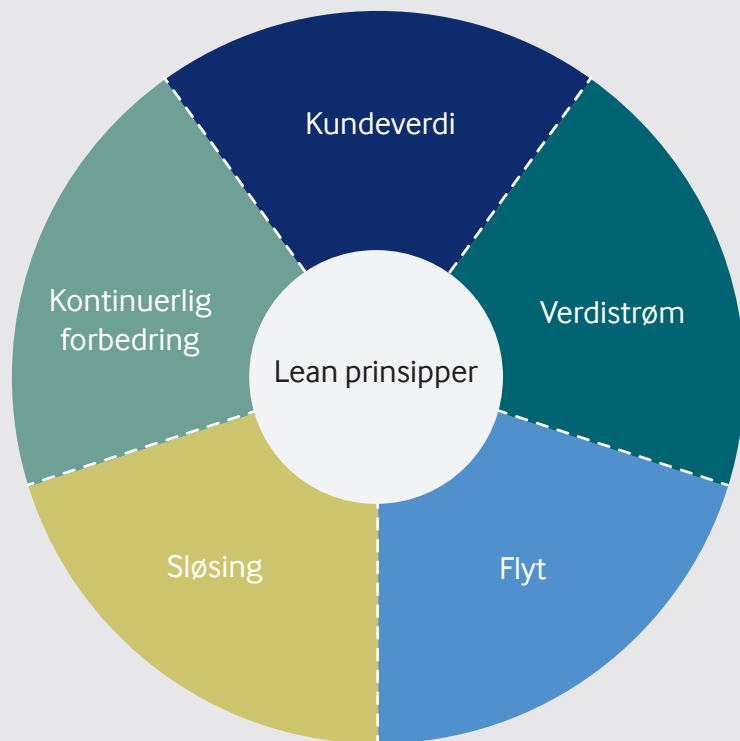 Kundeverdi
Verdistrøm
Flyt
Sløsing
Kontinuerlig
forbedring
Lean prinsipper